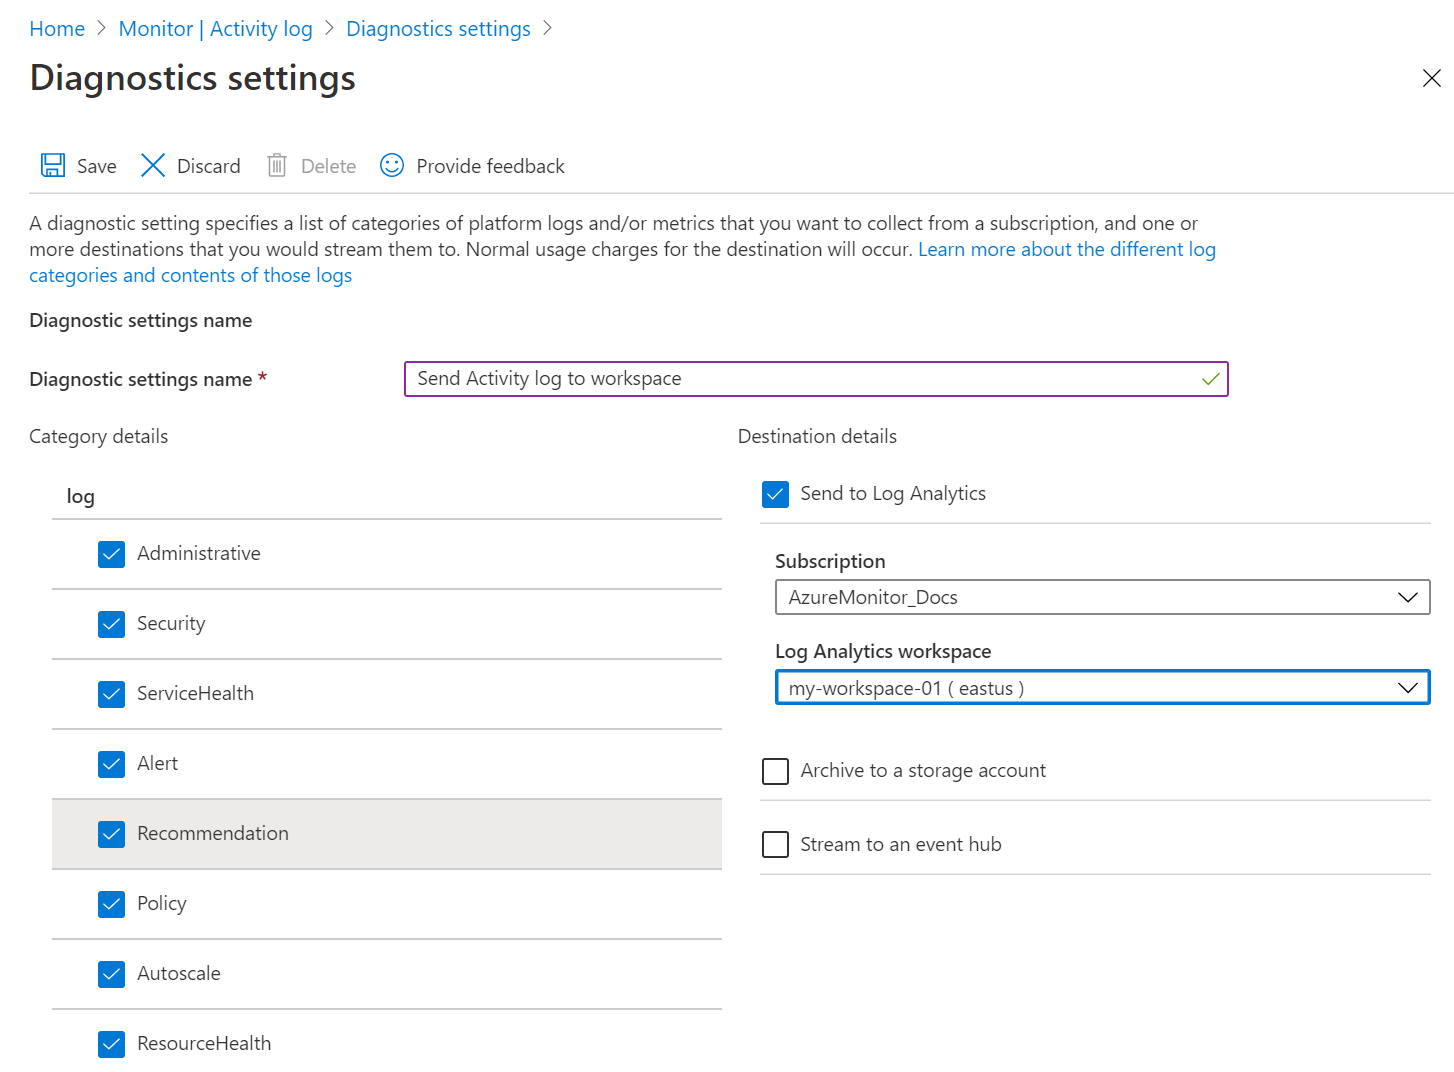 Home > Monitor | Activity log > Diagnostics settings >
Diagnostics settings
Save Discard Delete Provide feedback
A diagnostic setting specifies a list of categories of platform logs and/or metrics that you want to collect from a subscription, and one or
more destinations that you would stream them to. Normal usage charges for the destination will occur. Learn more about the different log
categories and contents of those logs
Diagnostic settings name
Diagnostic settings name *
Send Activity log to workspace
Category details
log
Administrative
Security
ServiceHealth
Alert
Recommendation
Policy
Autoscale
ResourceHealth
Destination details
Send to Log Analytics
Subscription
AzureMonitor_Docs
Log Analytics workspace
my-workspace-01 ( eastus )
Archive to a storage account
Stream to an event hub